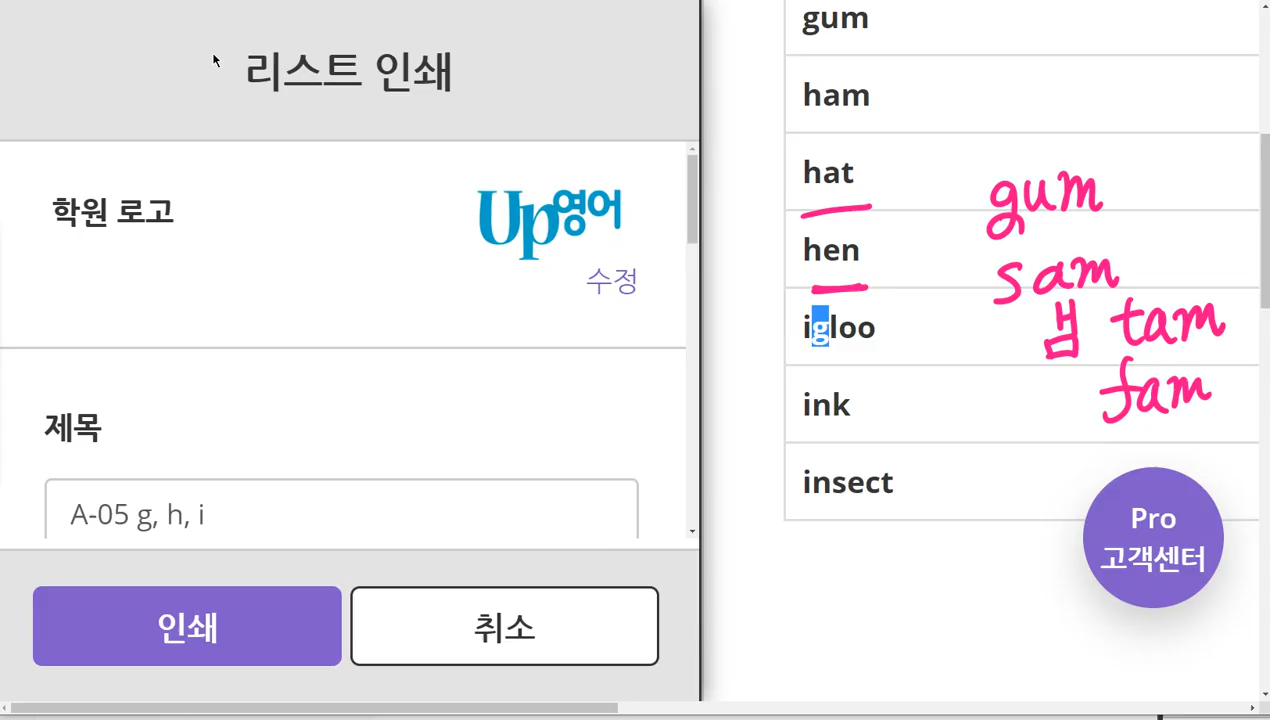 리스트 인쇄
학원 로고
Up영어
수정
제목
A-05 g, h, i
인쇄
취소
gum
ham
hat
hen
igloo
ink
insect
gum
sam
냄 tam
fam
Pro
고객센터